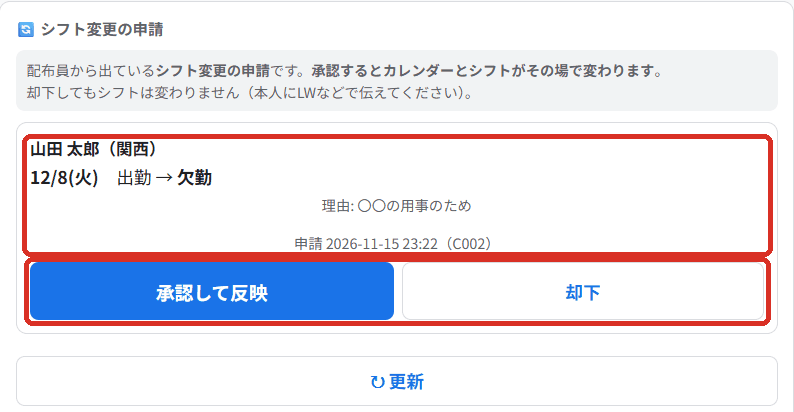 シフト変更の申請
配布員から出ているシフト変更の申請です。承認するとカレンダーとシフトがその場で変わります。
却下してもシフトは変わりません（本人にLWなどで伝えてください）。
山田 太郎（関西）
12/8(火) 出勤 → 欠勤
理由: 〇〇の用事のため
申請 2026-11-15 23:22（C002）
承認して反映
却下
↻ 更新